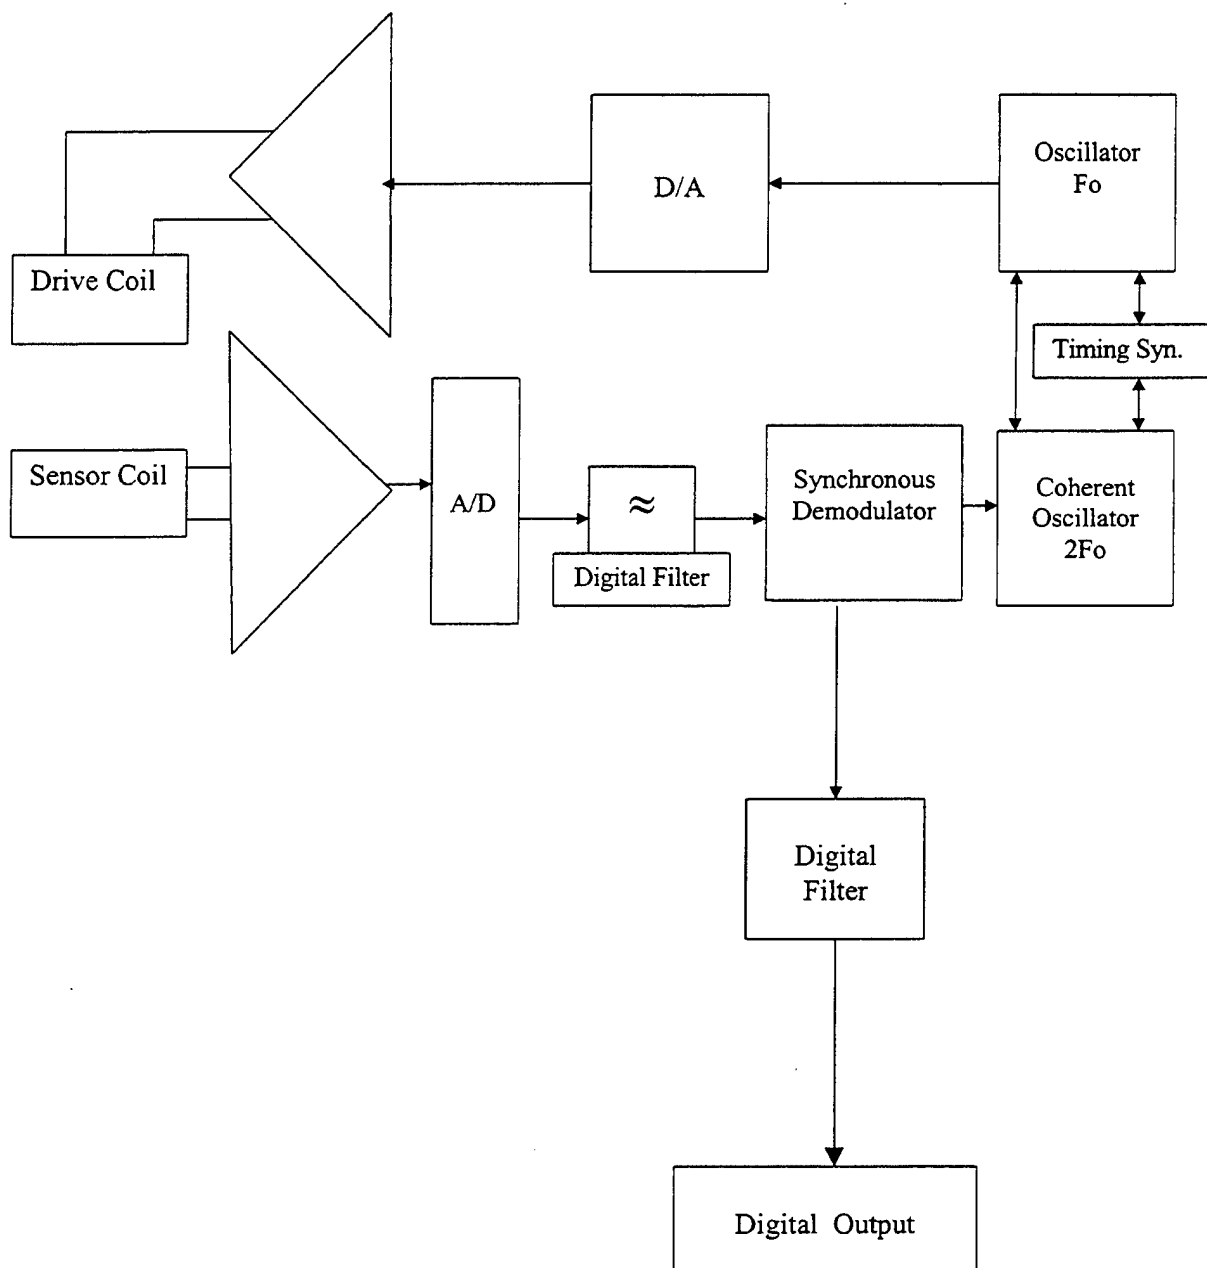 Oscillator
Fo
D/A
Drive Coil
Timing Syn.
Sensor Coil
A/D
≈
Digital Filter
Synchronous
Demodulator
Coherent
Oscillator
2Fo
Digital
Filter
Digital Output